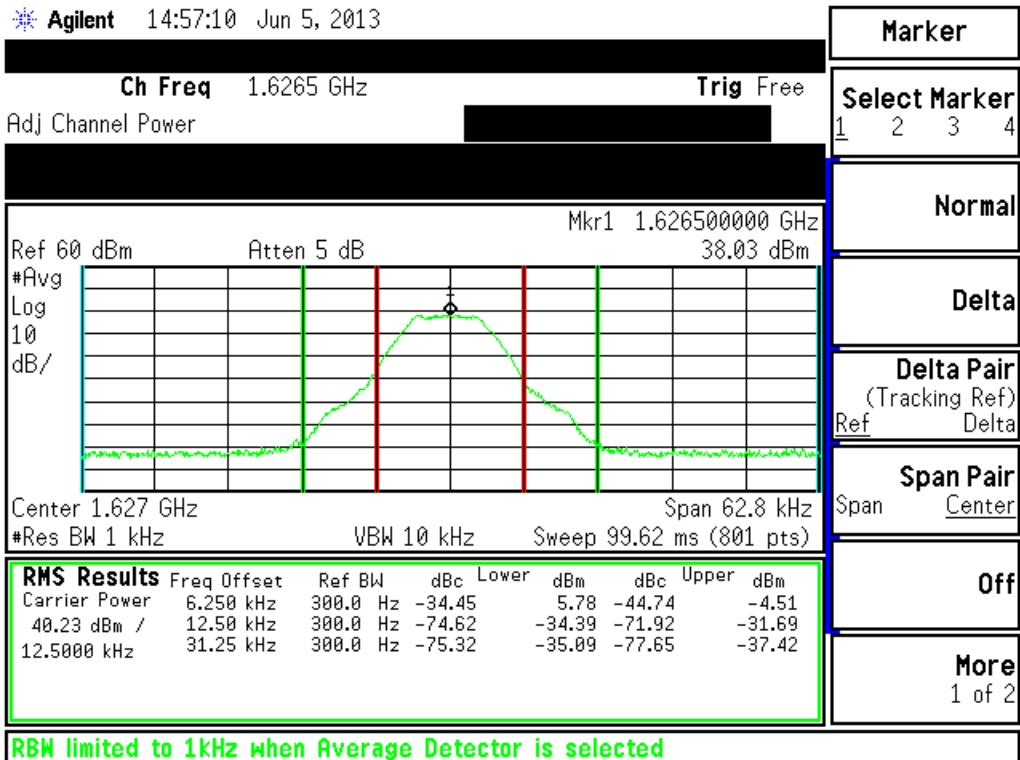 Agilent 14:57:10 Jun 5, 2013
Ch Freq 1.6265 GHz Trig Free
Adj Channel Power
Mkr1 1.626500000 GHz
Ref 60 dBm Atten 5 dB 38.03 dBm
#Avg
Log
10
dB/
1
Center 1.627 GHz Span 62.8 kHz
#Res BW 1 kHz VBW 10 kHz Sweep 99.62 ms (801 pts)
RMS Results Freq Offset Ref BW dBc Lower dBm dBc Upper dBm
Carrier Power 6.250 kHz 300.0 Hz -34.45 5.78 -44.74 -4.51
40.23 dBm / 12.50 kHz 300.0 Hz -74.62 -34.39 -71.92 -31.69
12.5000 kHz 31.25 kHz 300.0 Hz -75.32 -35.09 -77.65 -37.42
RBW limited to 1kHz when Average Detector is selected
Marker
Select Marker
1 2 3 4
Normal
Delta
Delta Pair
(Tracking Ref)
Ref Delta
Span Pair
Span Center
Off
More
1 of 2